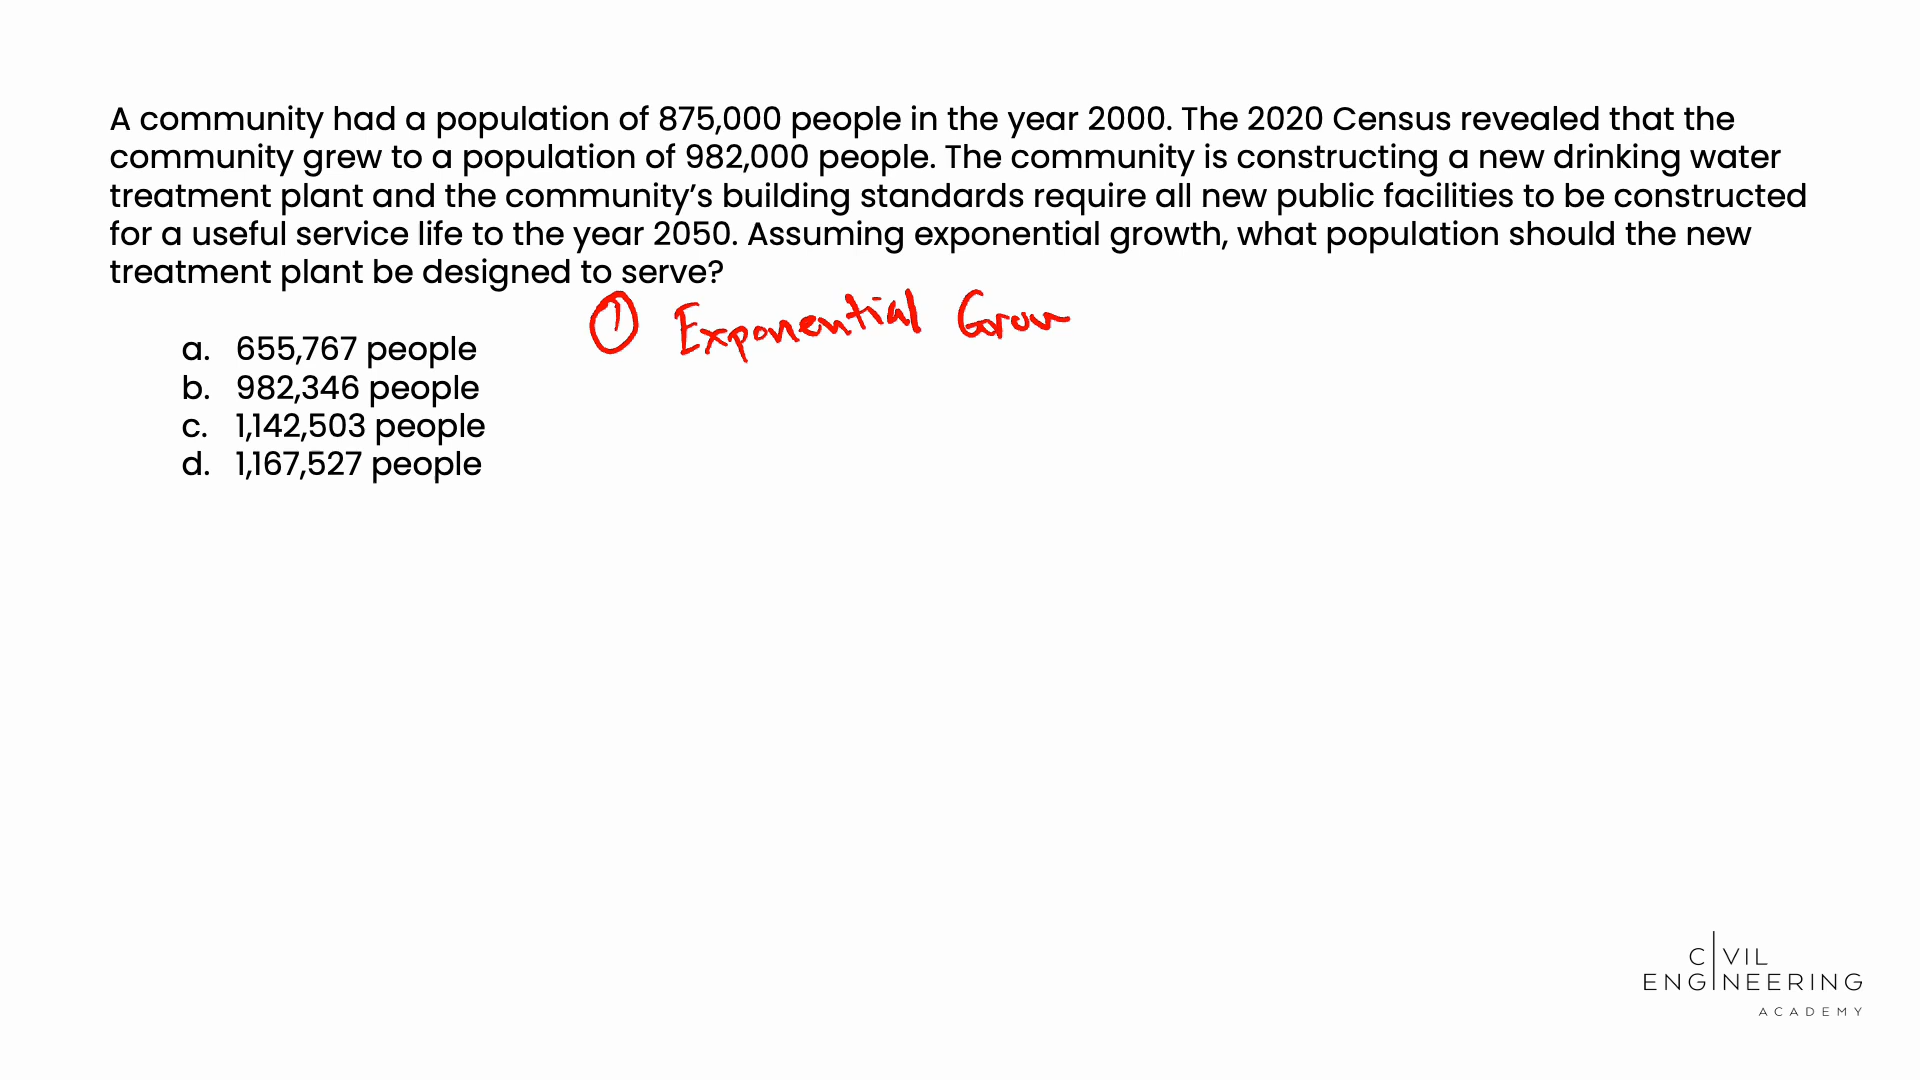 A community had a population of 875,000 people in the year 2000. The 2020 Census revealed that the
community grew to a population of 982,000 people. The community is constructing a new drinking water
treatment plant and the community’s building standards require all new public facilities to be constructed
for a useful service life to the year 2050. Assuming exponential growth, what population should the new
treatment plant be designed to serve?
① Exponential Grow
a. 655,767 people
b. 982,346 people
c. 1,142,503 people
d. 1,167,527 people
CIVIL
ENGINEERING
ACADEMY